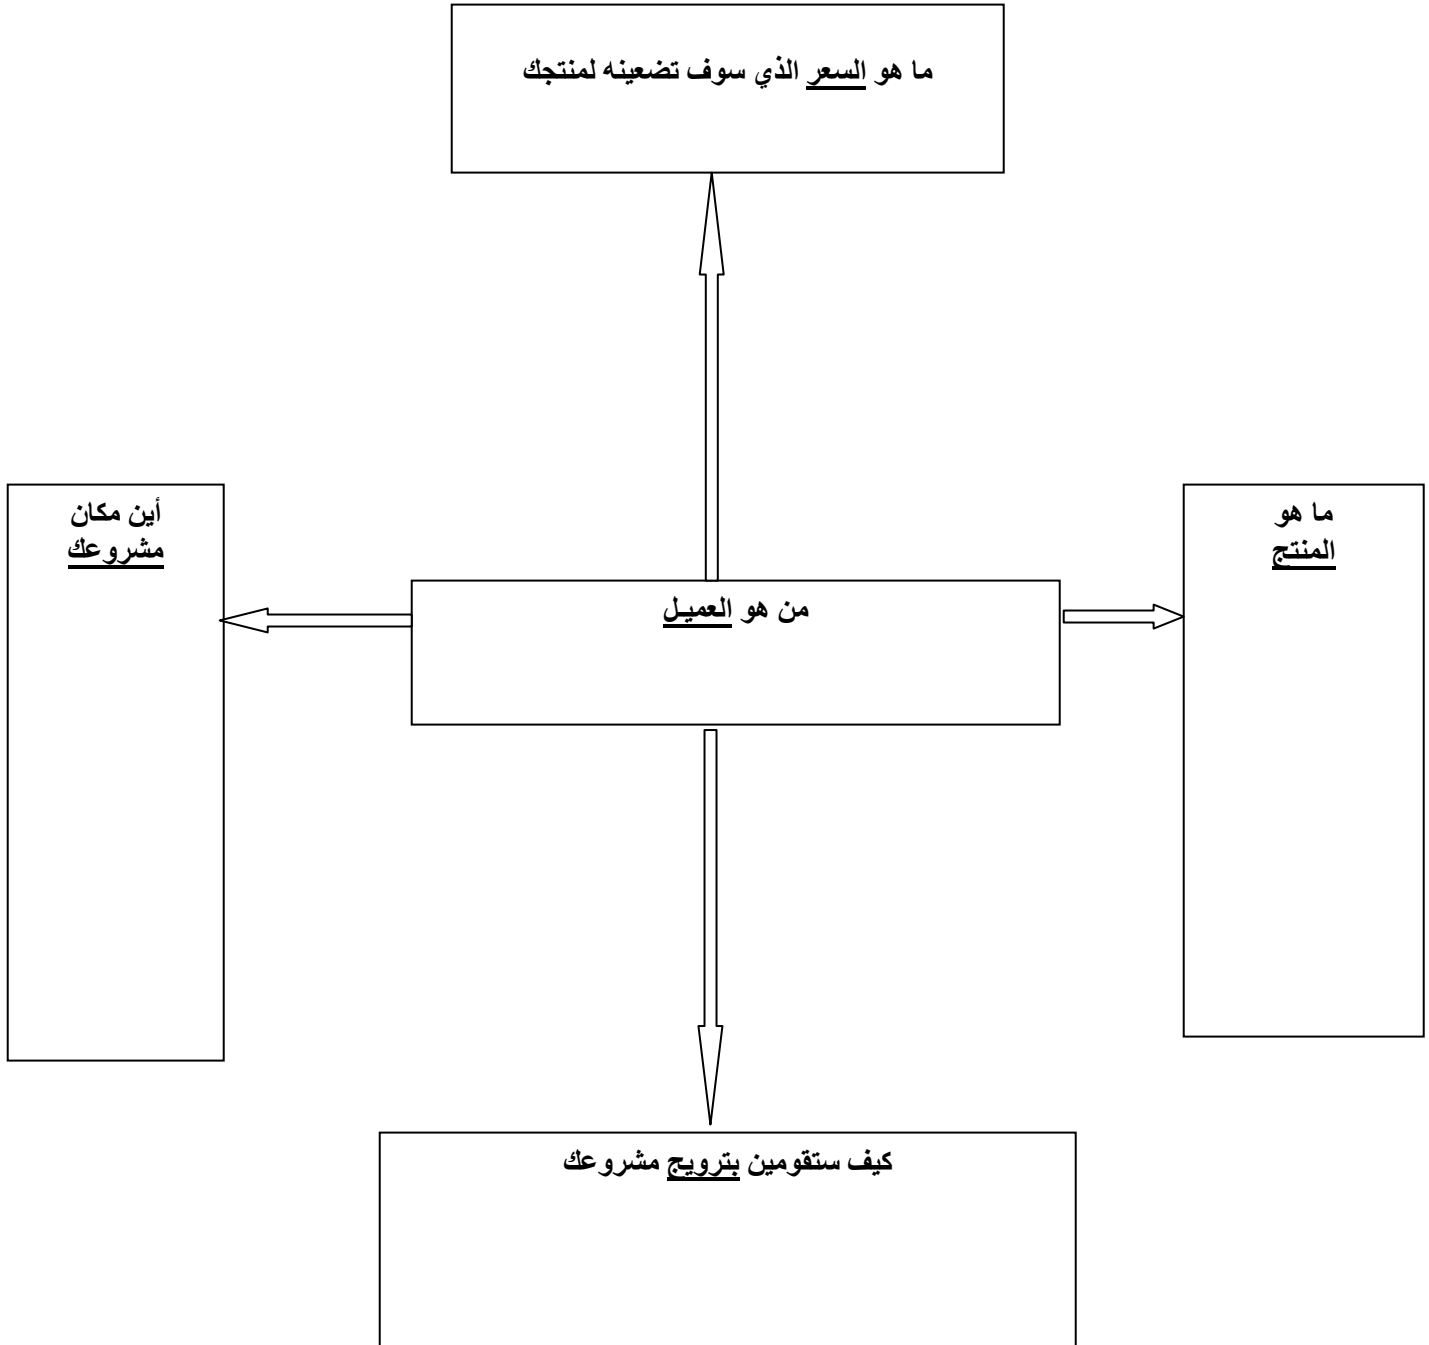 ما هو السعر الذي سوف تضعينه لمنتجك
ما هو
المنتج
أين مكان
مشروعك
من هو العميـل
كيف ستقومين بترويج مشروعك